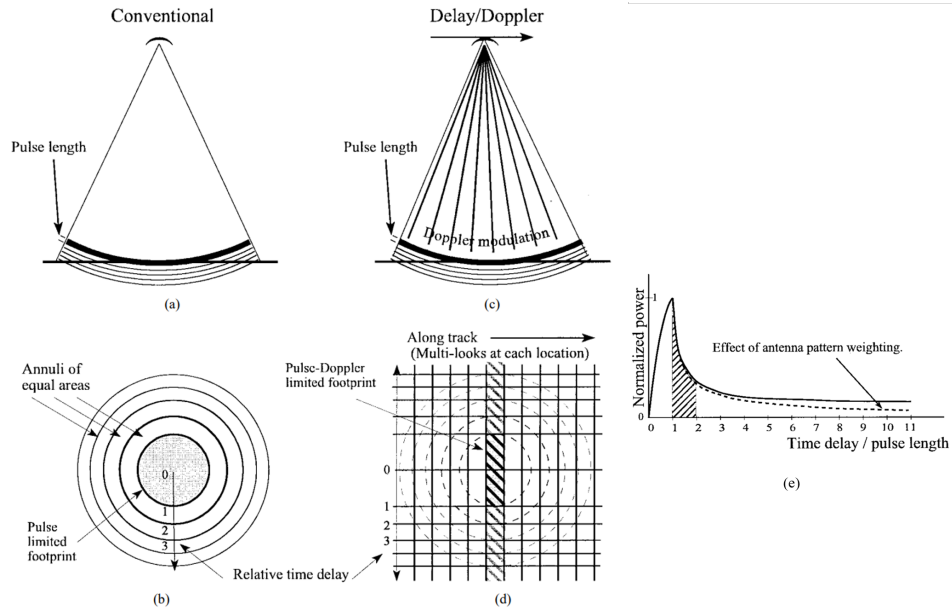 Conventional
Pulse length
(a)
Delay/Doppler
Pulse length
Doppler modulation
(c)
Annuli of
equal areas
0
1
2
3
Pulse
limited
footprint
Relative time delay
(b)
Along track
(Multi-looks at each location)
Pulse-Doppler
limited footprint
0
1
2
3
(d)
Normalized power
1
0
Effect of antenna pattern weighting.
0 1 2 3 4 5 6 7 8 9 10 11
Time delay / pulse length
(e)